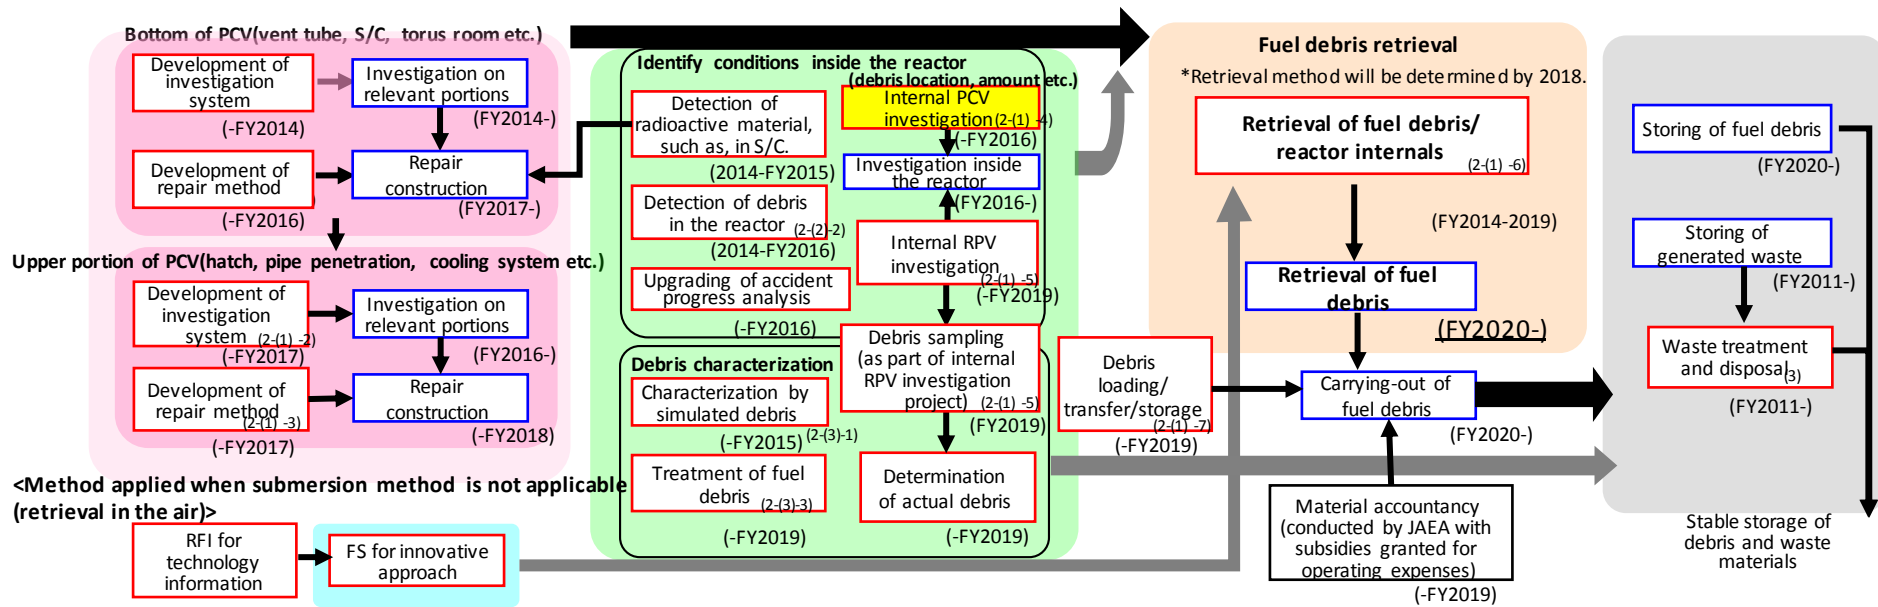 Bottom of PCV(vent tube, S/C, torus room etc.)
Development of
investigation
system
(-FY2014)
Investigation on
relevant portions
(FY2014-)
Development of
repair method
(-FY2016)
Repair
construction
(FY2017-)
Upper portion of PCV(hatch, pipe penetration, cooling system etc.)
Development of
investigation
system (2-(1) -2)
(-FY2017)
Investigation on
relevant portions
(FY2016-)
Development of
repair method
(2-(1) -3)
(-FY2017)
Repair
construction
(-FY2018)
<Method applied when submersion method is not applicable
(retrieval in the air)>
RFI for
technology
information
FS for innovative
approach
Identify conditions inside the reactor
(debris location, amount etc.)
Detection of
radioactive material,
such as, in S/C.
(2014-FY2015)
Internal PCV
investigation(2-(1) -4)
(-FY2016)
Investigation inside
the reactor
(FY2016-)
Detection of debris
in the reactor (2-(2)-2)
(2014-FY2016)
Internal RPV
investigation
(2-(1) -5)
(-FY2019)
Upgrading of accident
progress analysis
(-FY2016)
Debris characterization
Debris sampling
(as part of internal
RPV investigation
project) (2-(1) -5)
(FY2019)
Characterization by
simulated debris
(-FY2015) (2-(3)-1)
Treatment of fuel
debris (2-(3)-3)
(-FY2019)
Determination
of actual debris
(-FY2019)
Debris
loading/
transfer/storage
(2-(1) -7)
(-FY2019)
Fuel debris retrieval
*Retrieval method will be determined by 2018.
Retrieval of fuel debris/
reactor internals
(2-(1) -6)
(FY2014-2019)
Retrieval of fuel
debris
(FY2020-)
Carrying-out of
fuel debris
(FY2020-)
Material accountancy
(conducted by JAEA with
subsidies granted for
operating expenses)
(-FY2019)
Storing of fuel debris
(FY2020-)
Storing of
generated waste
(FY2011-)
Waste treatment
and disposal(3)
(FY2011-)
Stable storage of
debris and waste
materials